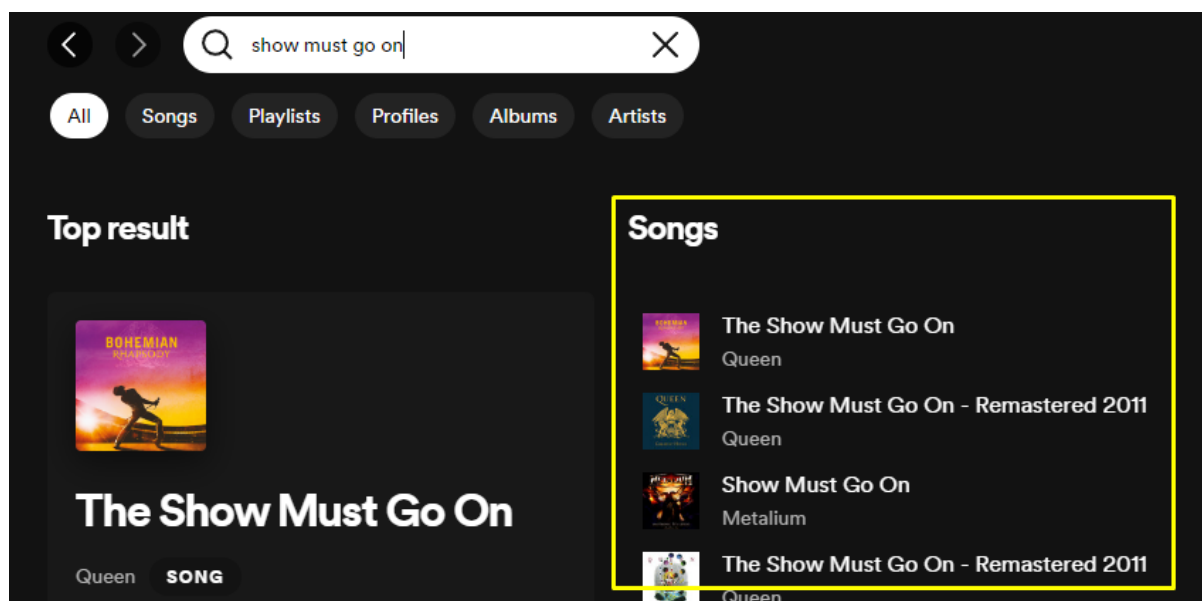 show must go on
All Songs Playlists Profiles Albums Artists
Top result
BOHEMIAN
RHAPSODY
The Show Must Go On
Queen SONG
Songs
The Show Must Go On
Queen
QUEEN
The Show Must Go On - Remastered 2011
Queen
Show Must Go On
Metalium
The Show Must Go On - Remastered 2011
Queen